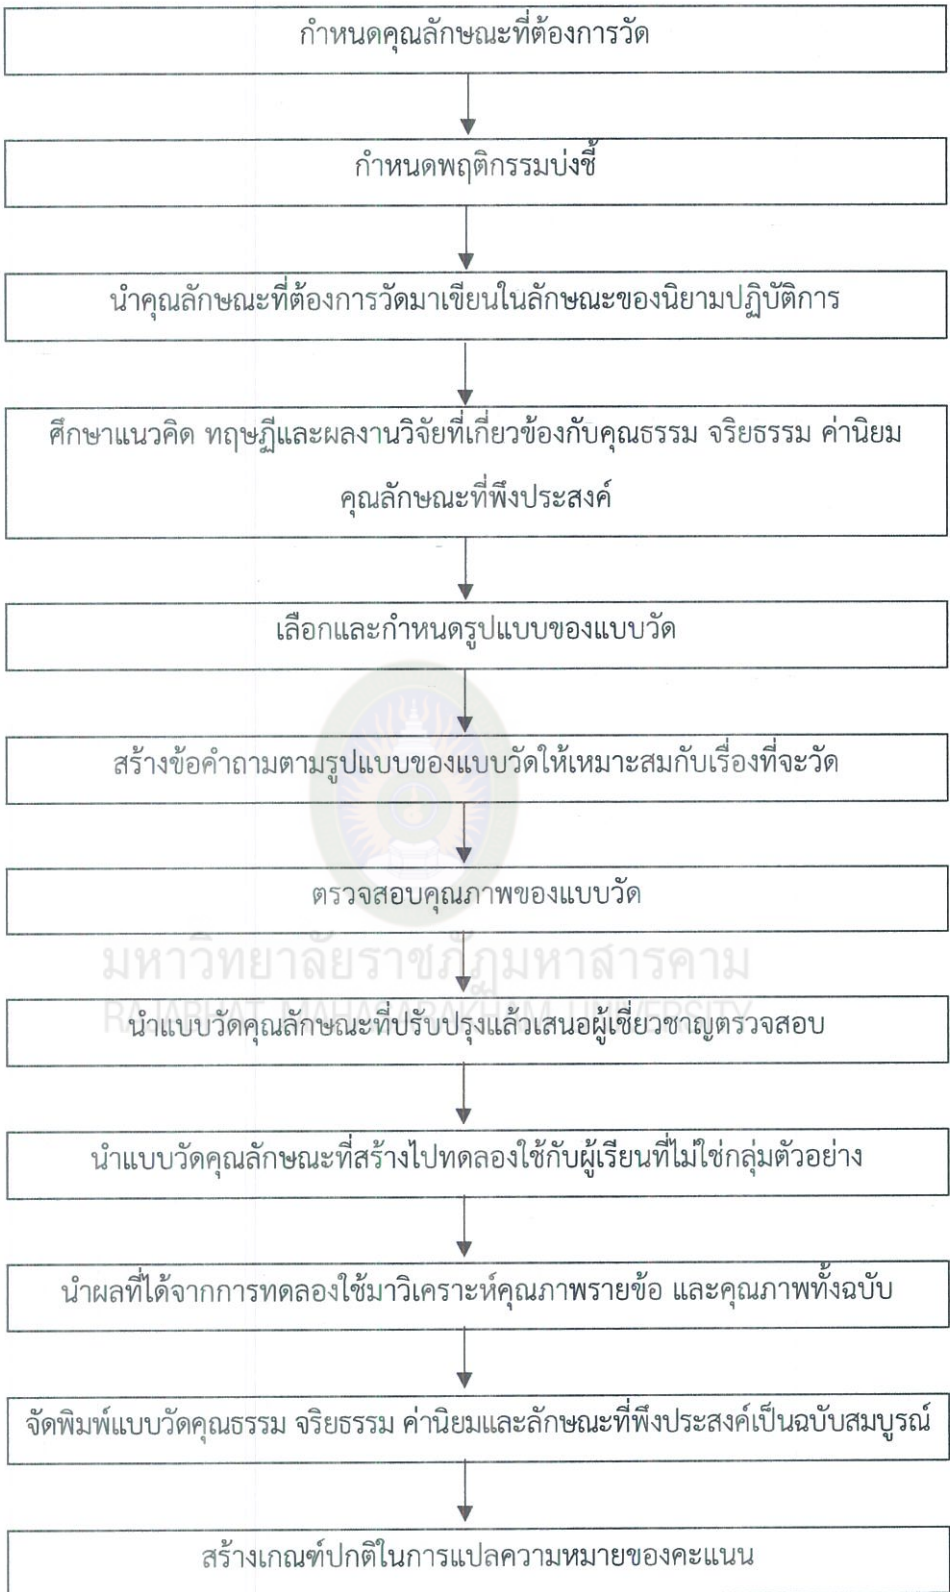 กำหนดคุณลักษณะที่ต้องการวัด
กำหนดพฤติกรรมบ่งชี้
นำคุณลักษณะที่ต้องการวัดมาเขียนในลักษณะของนิยามปฏิบัติการ
ศึกษาแนวคิด ทฤษฎีและผลงานวิจัยที่เกี่ยวข้องกับคุณธรรม จริยธรรม ค่านิยม
คุณลักษณะที่พึงประสงค์
เลือกและกำหนดรูปแบบของแบบวัด
สร้างข้อคำถามตามรูปแบบของแบบวัดให้เหมาะสมกับเรื่องที่จะวัด
ตรวจสอบคุณภาพของแบบวัด
มหาวิทยาลัยราชภัฏมหาสารคาม
RAJABHAT MAHASARAKHAM UNIVERSITY
นำแบบวัดคุณลักษณะที่ปรับปรุงแล้วเสนอผู้เชี่ยวชาญตรวจสอบ
นำแบบวัดคุณลักษณะที่สร้างไปทดลองใช้กับผู้เรียนที่ไม่ใช่กลุ่มตัวอย่าง
นำผลที่ได้จากการทดลองใช้มาวิเคราะห์คุณภาพรายข้อ และคุณภาพทั้งฉบับ
จัดพิมพ์แบบวัดคุณธรรม จริยธรรม ค่านิยมและลักษณะที่พึงประสงค์เป็นฉบับสมบูรณ์
สร้างเกณฑ์ปกติในการแปลความหมายของคะแนน